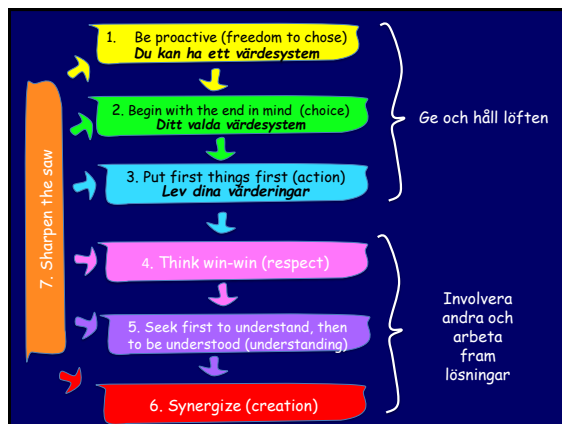 1. Be proactive (freedom to chose)
Du kan ha ett värdesystem
2. Begin with the end in mind (choice)
Ditt valda värdesystem
3. Put first things first (action)
Lev dina värderingar
Ge och håll löften
7. Sharpen the saw
4. Think win-win (respect)
5. Seek first to understand, then
to be understood (understanding)
6. Synergize (creation)
Involvera
andra och
arbeta
fram
lösningar